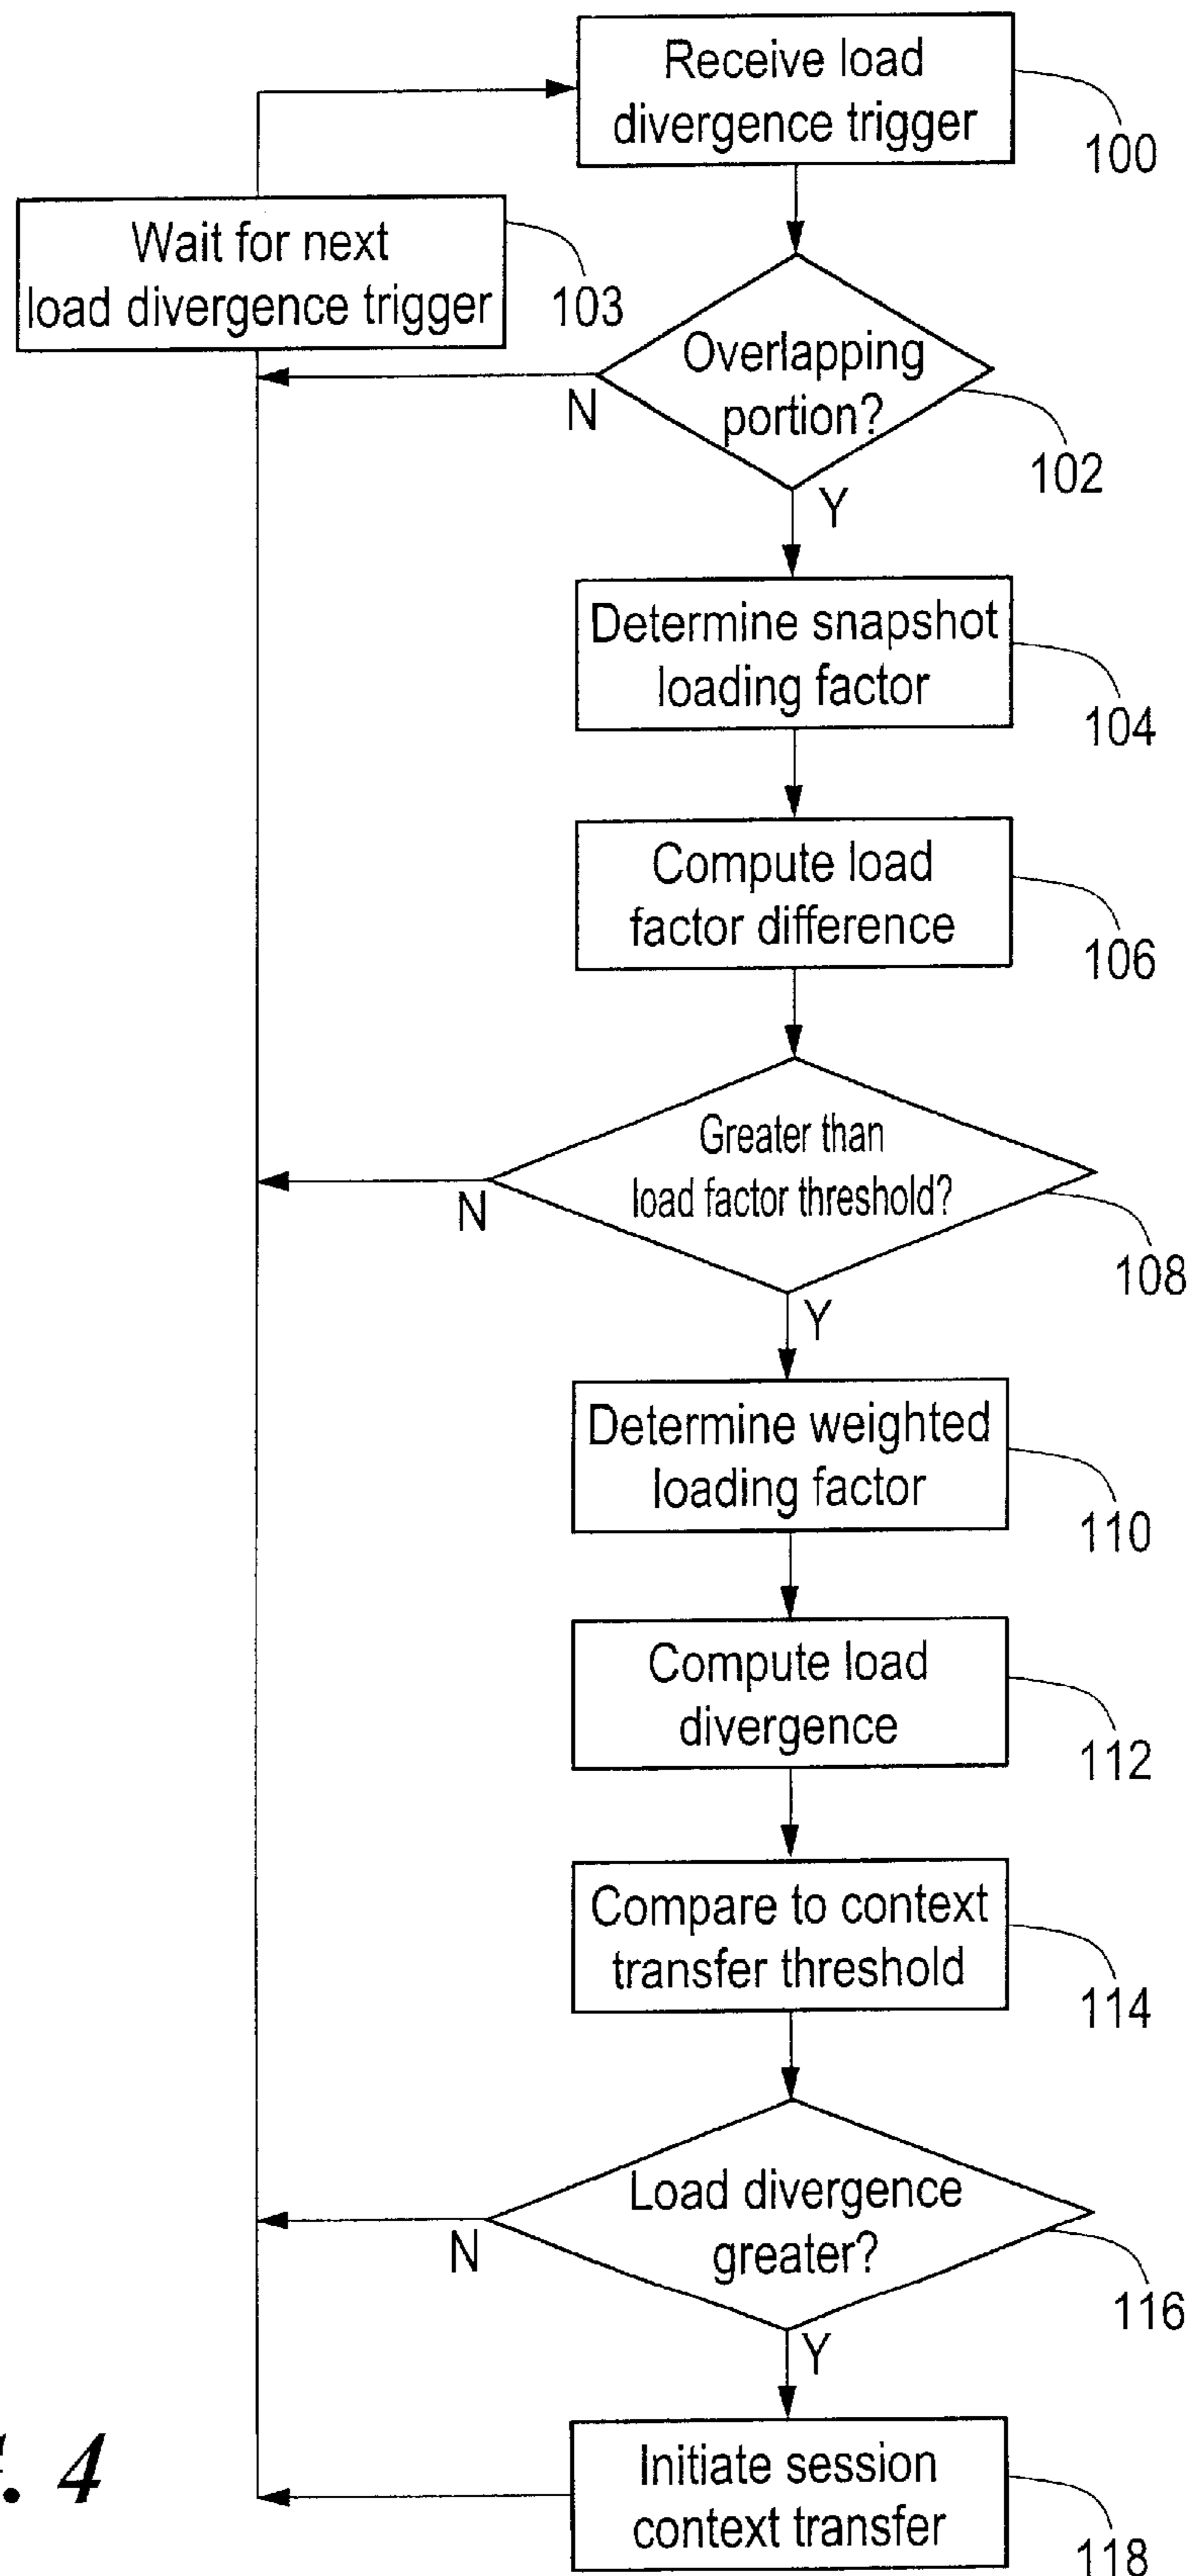 Receive load
divergence trigger
100
Wait for next
load divergence trigger
103
Overlapping
portion?
102
N
Y
Determine snapshot
loading factor
104
Compute load
factor difference
106
Greater than
load factor threshold?
108
N
Y
Determine weighted
loading factor
110
Compute load
divergence
112
Compare to context
transfer threshold
114
Load divergence
greater?
116
N
Y
Initiate session
context transfer
118
. 4